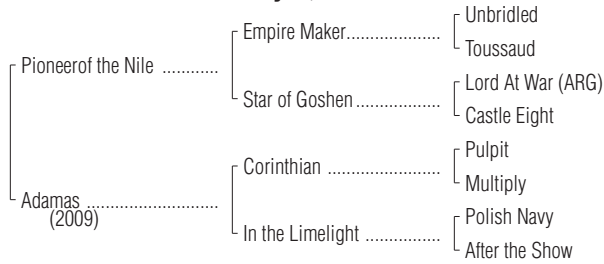 Unbridled
Empire Maker....................
Toussaud
Pioneerof the Nile ............
Lord At War (ARG)
Star of Goshen..................
Castle Eight
Pulpit
Corinthian ........................
Multiply
Adamas ............................
(2009)
Polish Navy
In the Limelight ................
After the Show